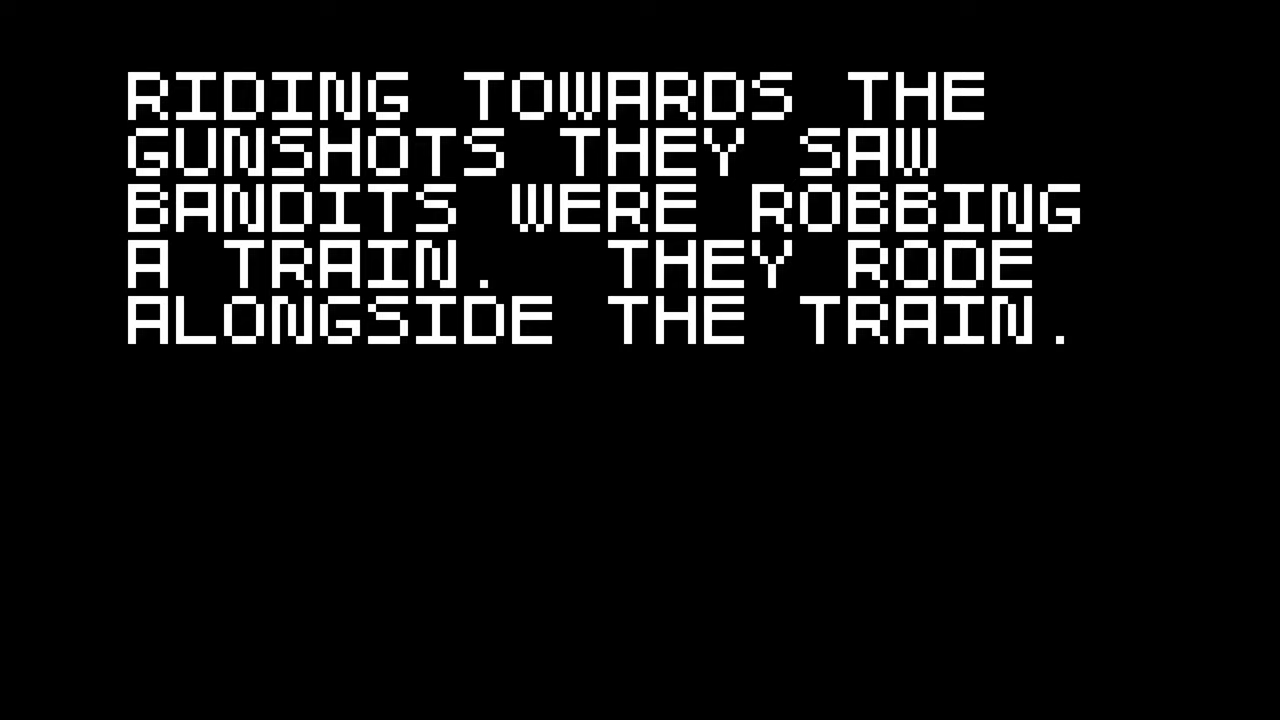 RIDING TOWARDS THE
GUNSHOTS THEY SAW
BANDITS WERE ROBBING
A TRAIN.  THEY RODE
ALONGSIDE THE TRAIN.